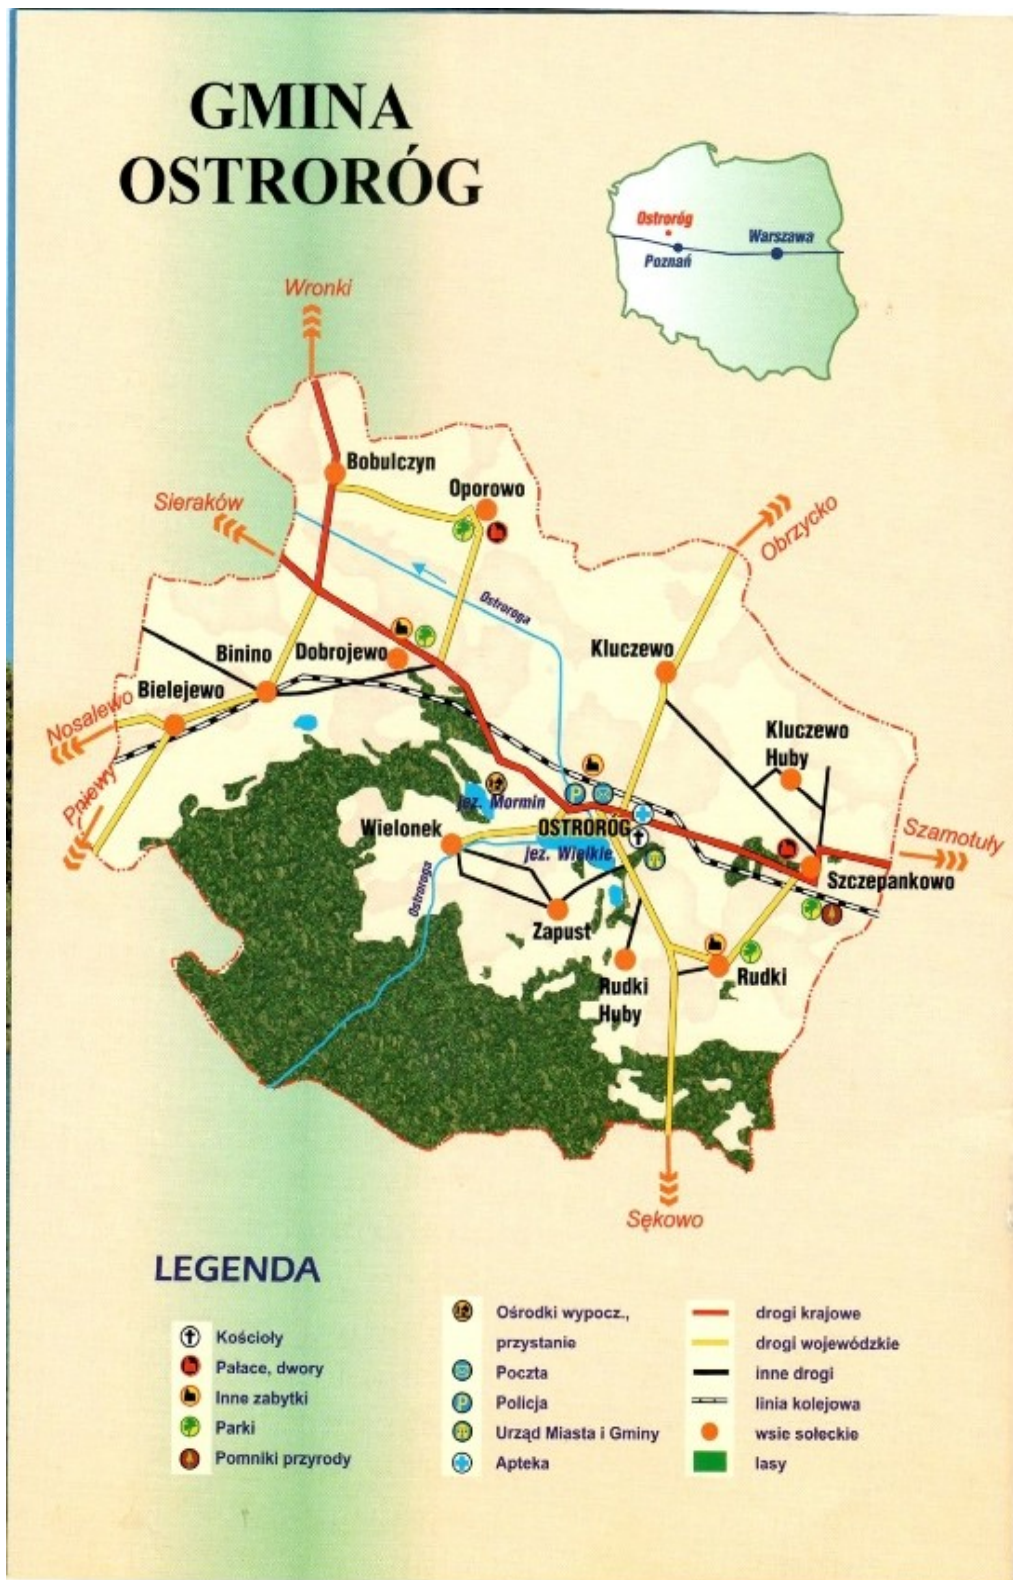 GMINA
OSTRORÓG
Ostroróg
Warszawa
Poznań
Wronki
Bobulczyn
Sieraków
Oporowo
Obrzycko
Ostroroga
Kluczewo
Binino
Dobrojewo
Bielejewo
Nosalewo
Kluczewo
Huby
Pniewy
jez. Mormin
P
Wielonek
OSTRORÓG
Szamotuły
jez. Wielkie
Ostroroga
Szczepankowo
Zapust
Rudki
Rudki
Huby
Sękowo
LEGENDA
Kościoły
Pałace, dwory
Inne zabytki
Parki
Pomniki przyrody
Ośrodki wypocz.,
przystanie
Poczta
P Policja
Urząd Miasta i Gminy
Apteka
drogi krajowe
drogi wojewódzkie
inne drogi
linia kolejowa
wsie sołeckie
lasy